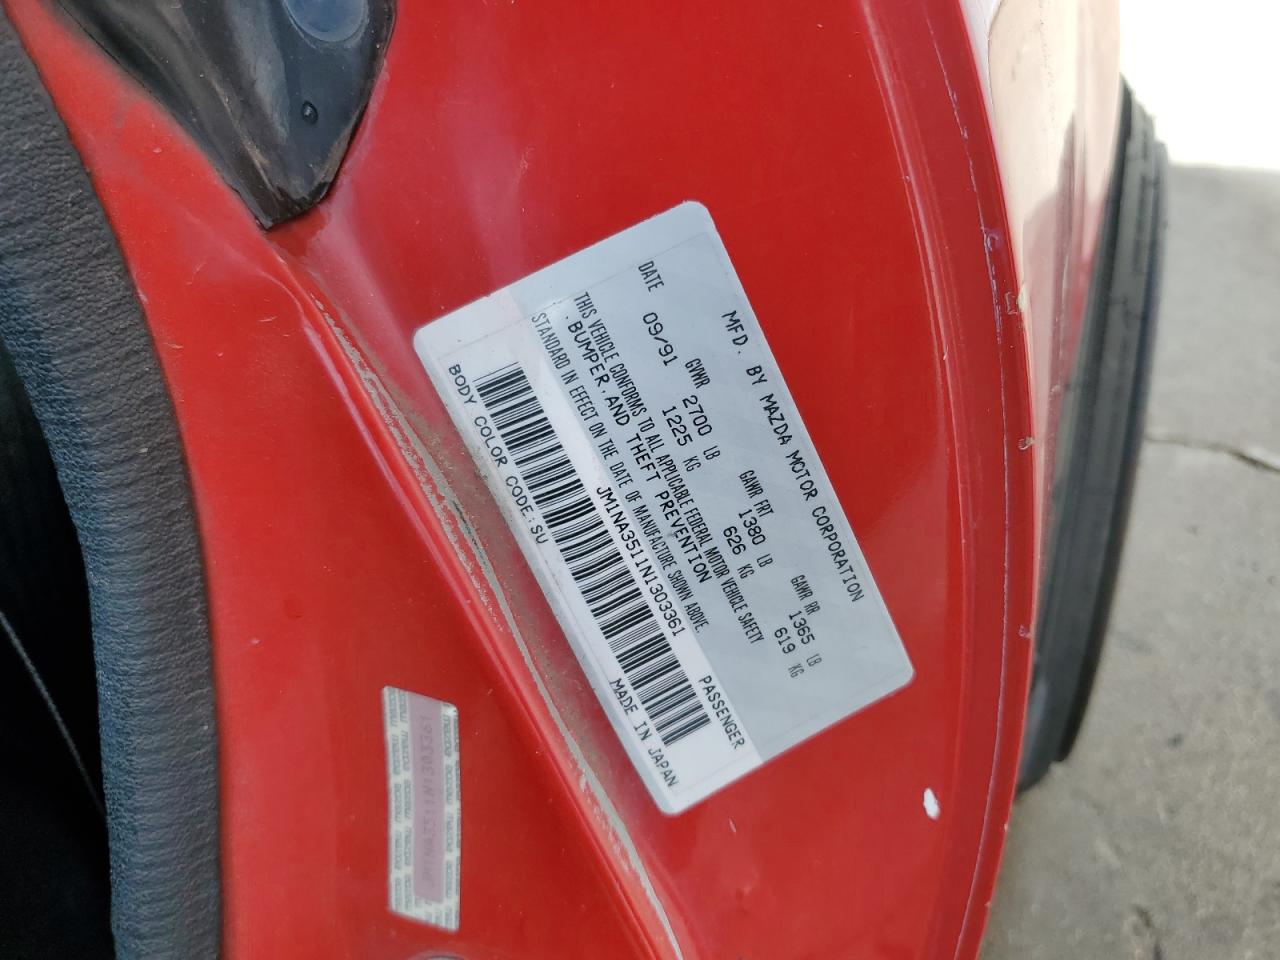 MFD. BY MAZDA MOTOR CORPORATION
DATE GVWR 2700 LB GAWR FRT 1380 LB GAWR RR 1365 LB
09/91 1225 KG 626 KG 619 KG
THIS VEHICLE CONFORMS TO ALL APPLICABLE FEDERAL MOTOR VEHICLE SAFETY
. BUMPER . AND THEFT PREVENTION
STANDARD IN EFFECT ON THE DATE OF MANUFACTURE SHOWN ABOVE.
JM1NA3511N1303361 PASSENGER
BODY COLOR CODE: SU MADE IN JAPAN
JM1NA3511N1303361